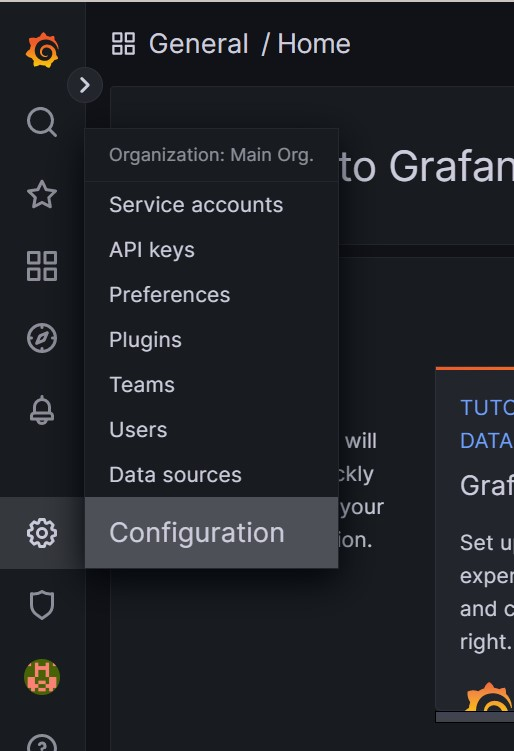 General / Home
Organization: Main Org.
to Grafan
Service accounts
API keys
Preferences
Plugins
Teams
Users
Data sources
Configuration
will
ckly
your
ion.
TUTO
DATA
Graf
Set u
exper
and c
right.